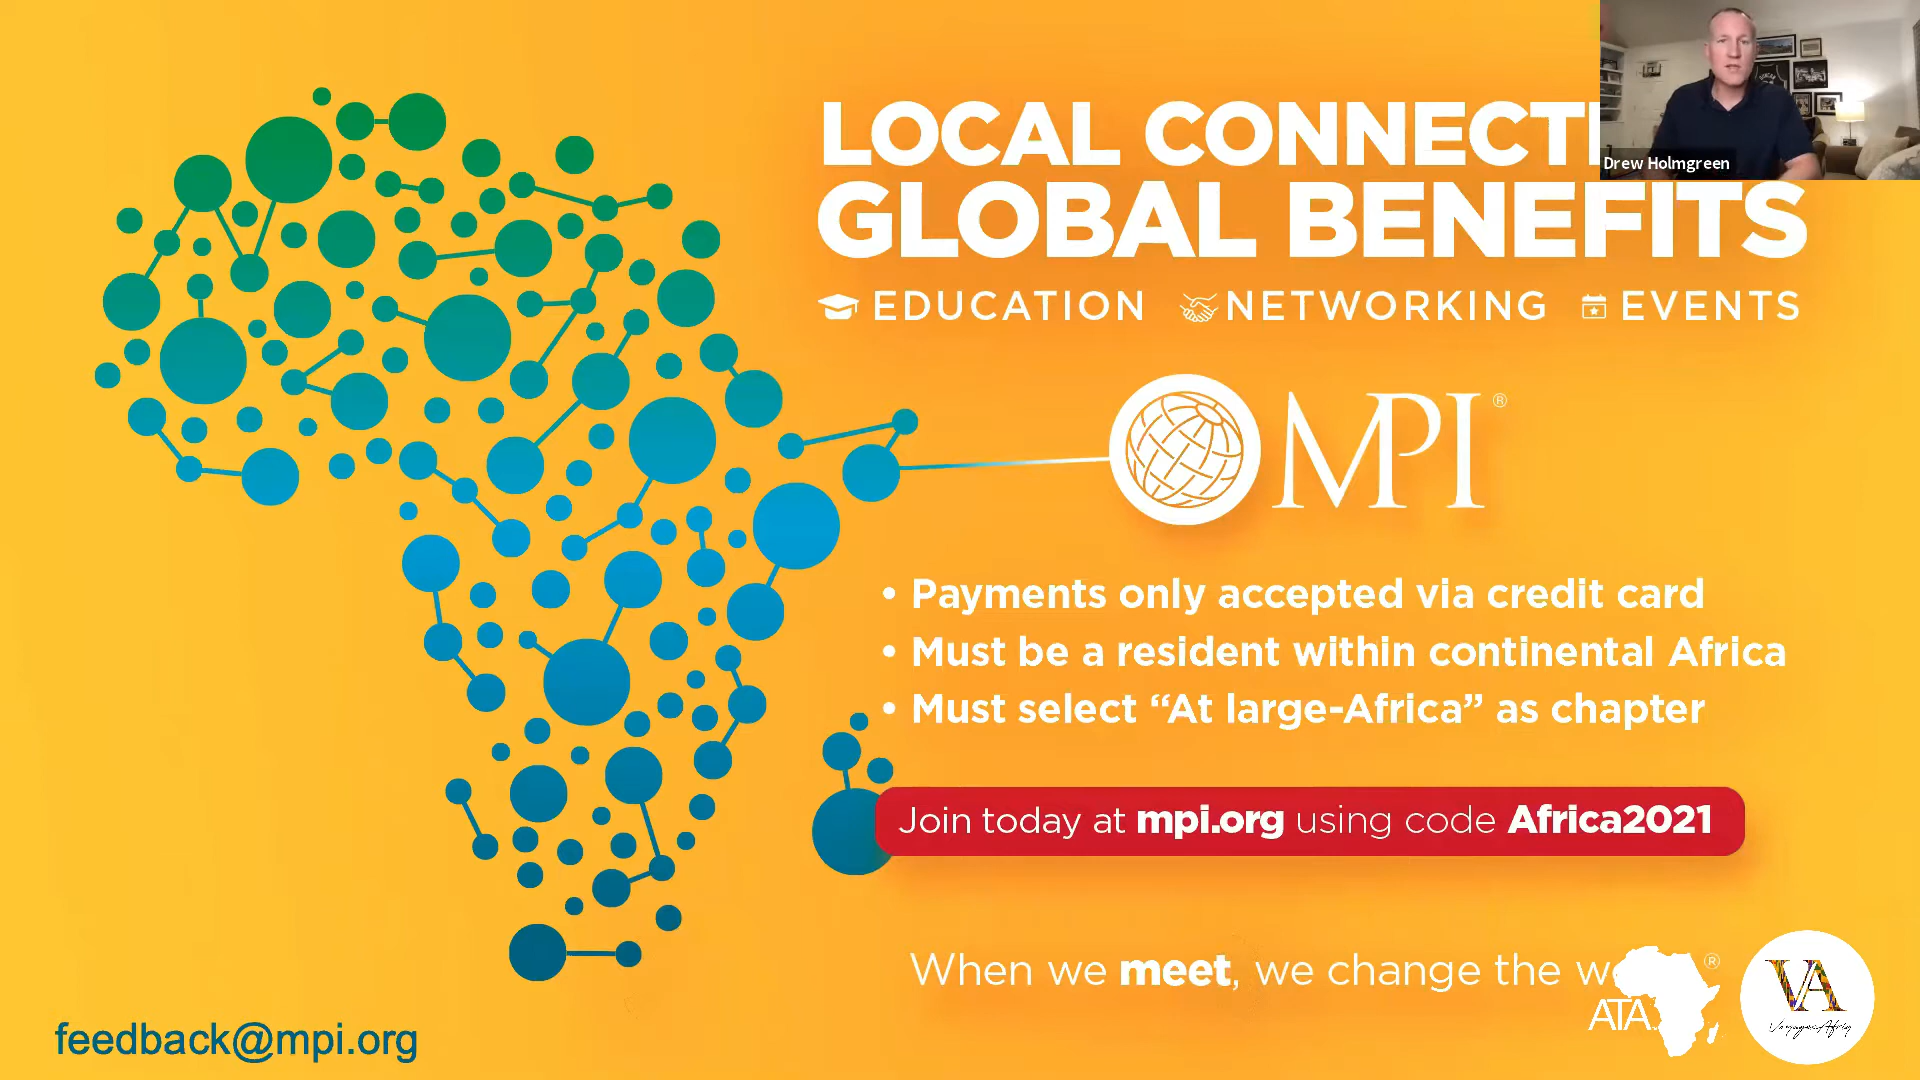 LOCAL CONNECTI
GLOBAL BENEFITS
EDUCATION NETWORKING EVENTS
Drew Holmgreen
MPI®
• Payments only accepted via credit card
• Must be a resident within continental Africa
• Must select “At large-Africa” as chapter
Join today at mpi.org using code Africa2021
When we meet, we change the w
ATA ®
VA
VoyagesAfriq
feedback@mpi.org